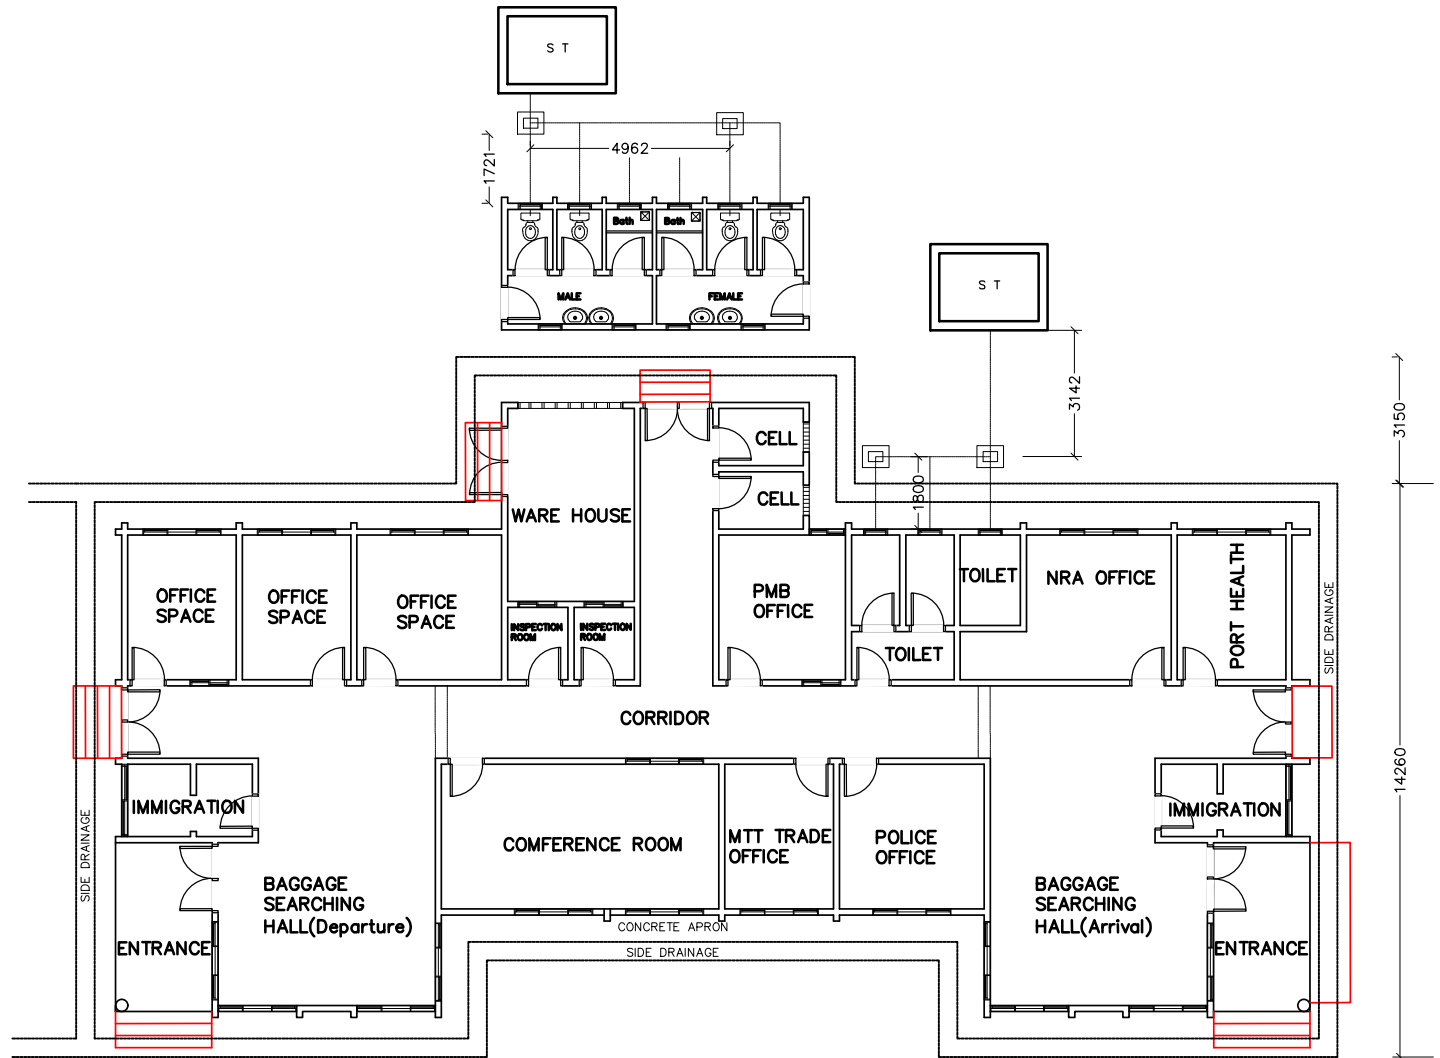 S T
4962
1721
Bath
Bath
MALE
FEMALE
S T
3142
3150
1800
CELL
CELL
WARE HOUSE
OFFICE
SPACE
OFFICE
SPACE
OFFICE
SPACE
INSPECTION
ROOM
INSPECTION
ROOM
PMB
OFFICE
TOILET
TOILET
NRA OFFICE
PORT HEALTH
SIDE DRAINAGE
CORRIDOR
14260
IMMIGRATION
IMMIGRATION
COMFERENCE ROOM
MTT TRADE
OFFICE
POLICE
OFFICE
SIDE DRAINAGE
BAGGAGE
SEARCHING
HALL(Departure)
BAGGAGE
SEARCHING
HALL(Arrival)
ENTRANCE
CONCRETE APRON
SIDE DRAINAGE
ENTRANCE